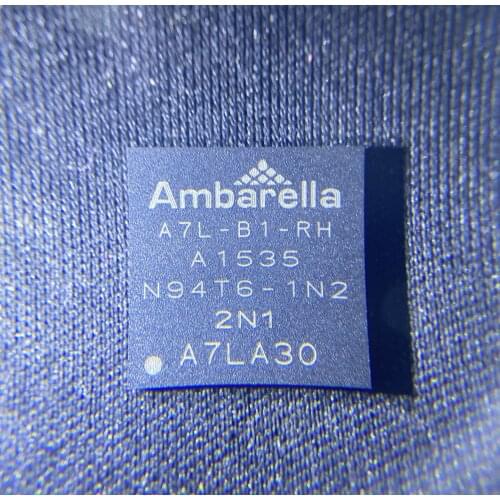 Ambarella
A7L-B1-RH
A1535
N94T6-1N2
2N1
A7LA30